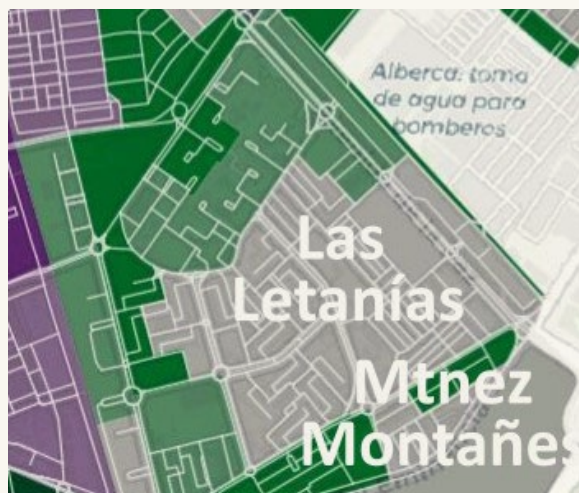 Alberca: toma
de agua para
bomberos
Las
Letanías
Mtnez
Montañes